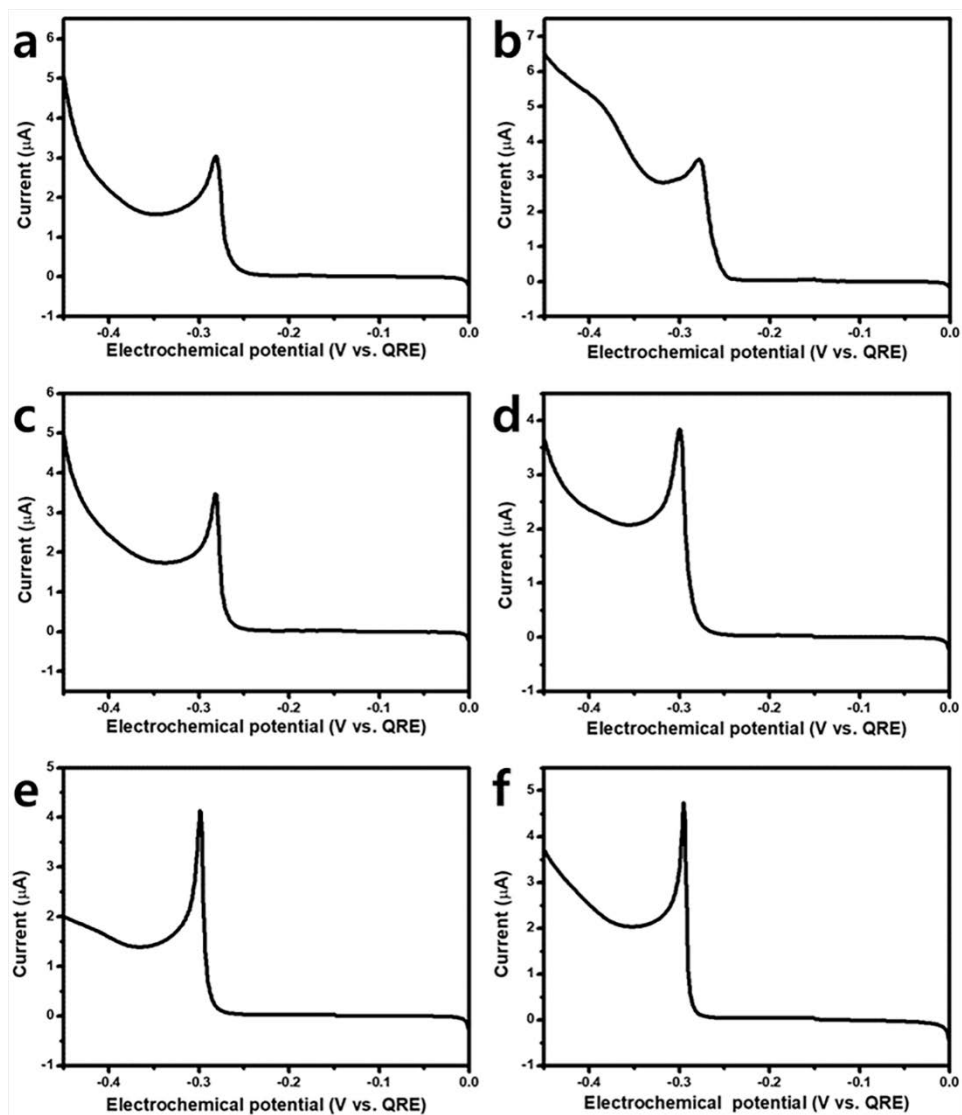 a
6
5
4
3
2
1
0
-1
Current (μA)
-0.4 -0.3 -0.2 -0.1 0.0
Electrochemical potential (V vs. QRE)
b
7
6
5
4
3
2
1
0
-1
Current (μA)
-0.4 -0.3 -0.2 -0.1 0.0
Electrochemical potential (V vs. QRE)
c
6
5
4
3
2
1
0
-1
Current (μA)
-0.4 -0.3 -0.2 -0.1 0.0
Electrochemical potential (V vs. QRE)
d
4
3
2
1
0
-1
Current (μA)
-0.4 -0.3 -0.2 -0.1 0.0
Electrochemical potential (V vs. QRE)
e
5
4
3
2
1
0
-1
Current (μA)
-0.4 -0.3 -0.2 -0.1 0.0
Electrochemical potential (V vs. QRE)
f
5
4
3
2
1
0
-1
Current (μA)
-0.4 -0.3 -0.2 -0.1 0.0
Electrochemical potential (V vs. QRE)